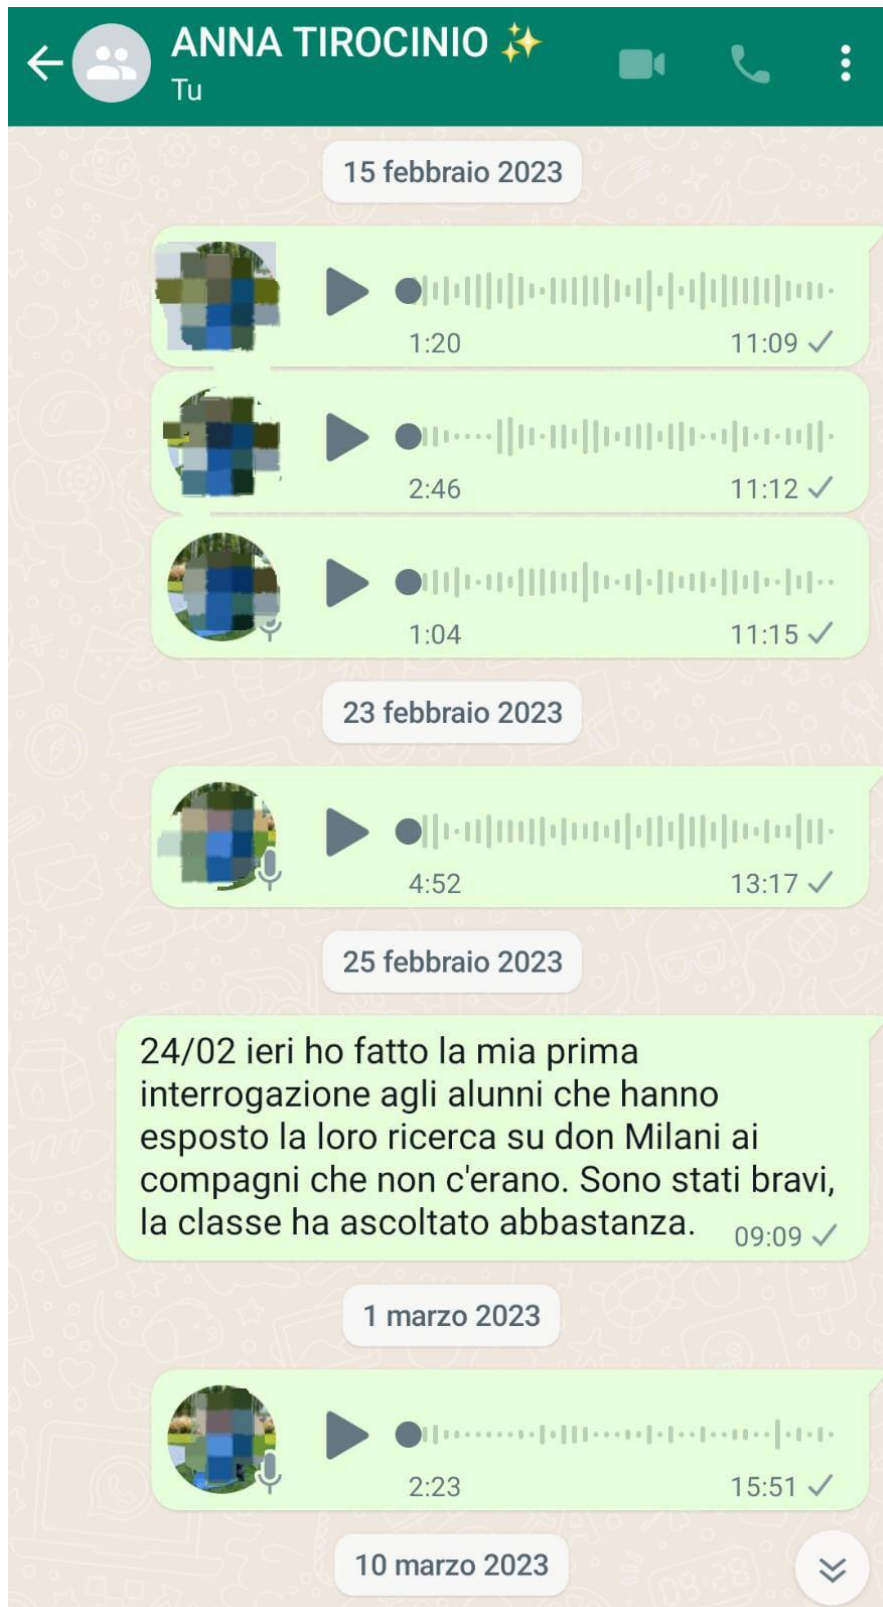 ANNA TIROCINIO ✨
Tu
15 febbraio 2023
1:20 11:09
2:46 11:12
1:04 11:15
23 febbraio 2023
4:52 13:17
25 febbraio 2023
24/02 ieri ho fatto la mia prima
interrogazione agli alunni che hanno
esposto la loro ricerca su don Milani ai
compagni che non c'erano. Sono stati bravi,
la classe ha ascoltato abbastanza. 09:09
1 marzo 2023
2:23 15:51
10 marzo 2023